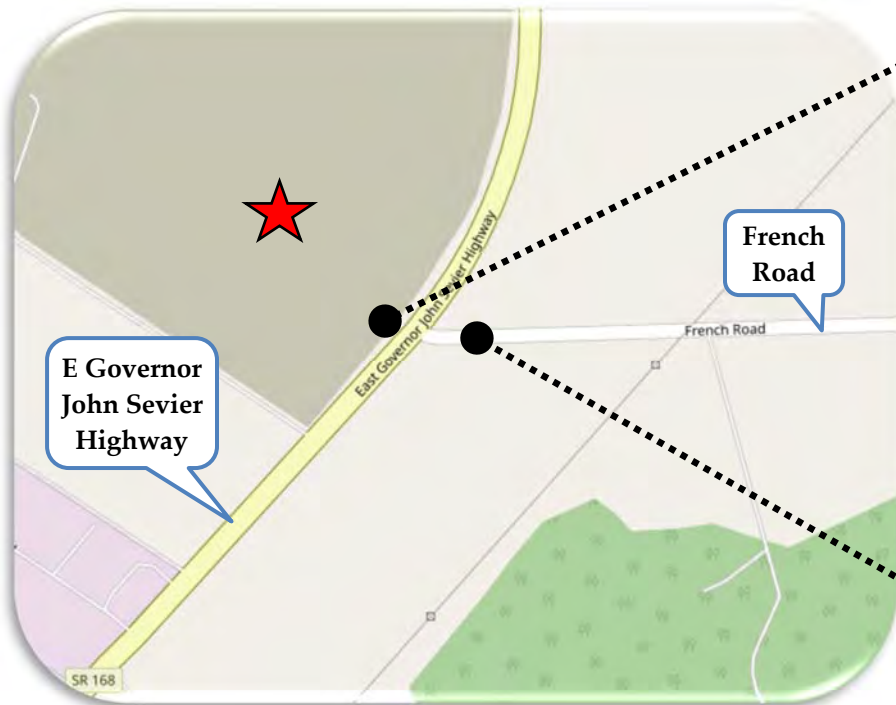 East Governor John Sevier Highway
French
Road
French Road
E Governor
John Sevier
Highway
SR 168